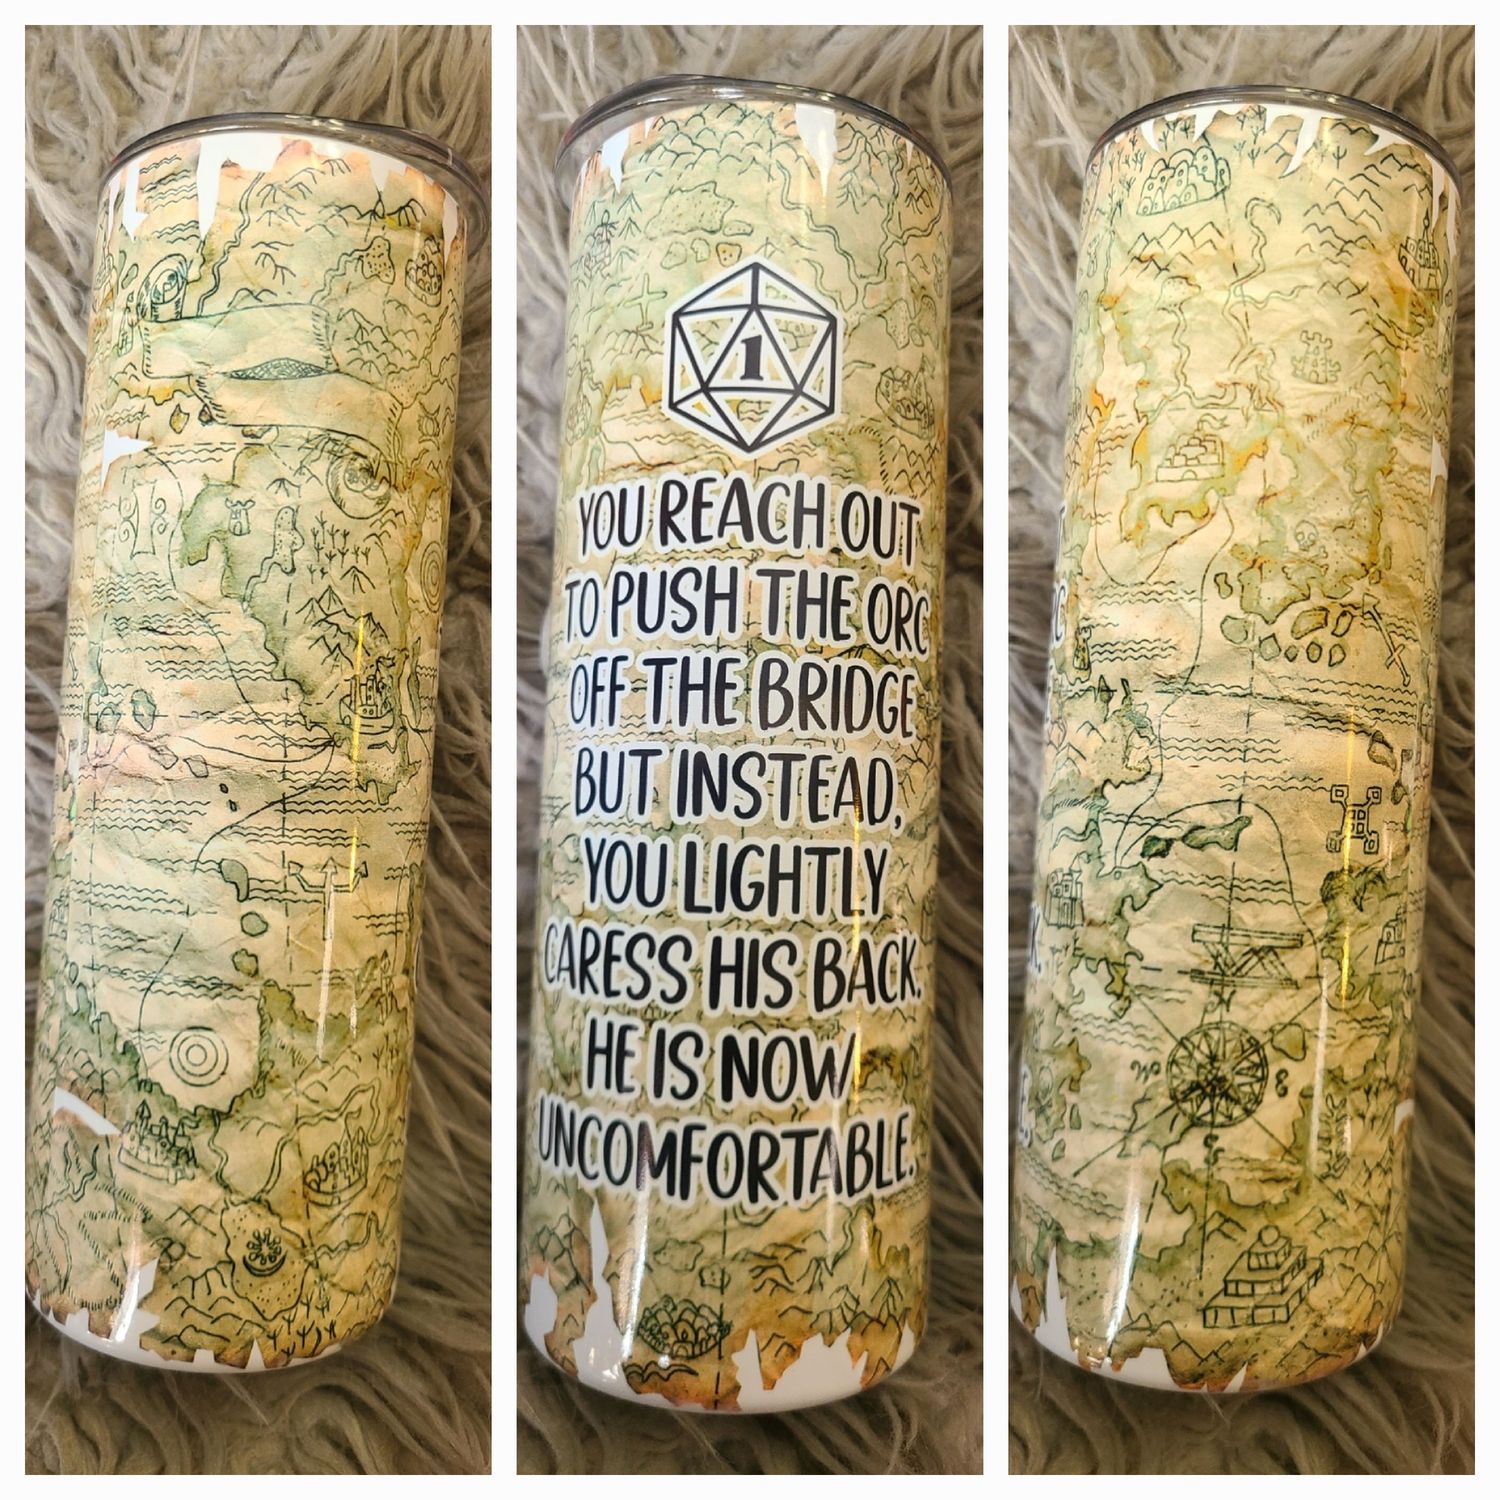 1
YOU REACH OUT
TO PUSH THE ORC
OFF THE BRIDGE
BUT INSTEAD,
YOU LIGHTLY
CARESS HIS BACK.
HE IS NOW
UNCOMFORTABLE.